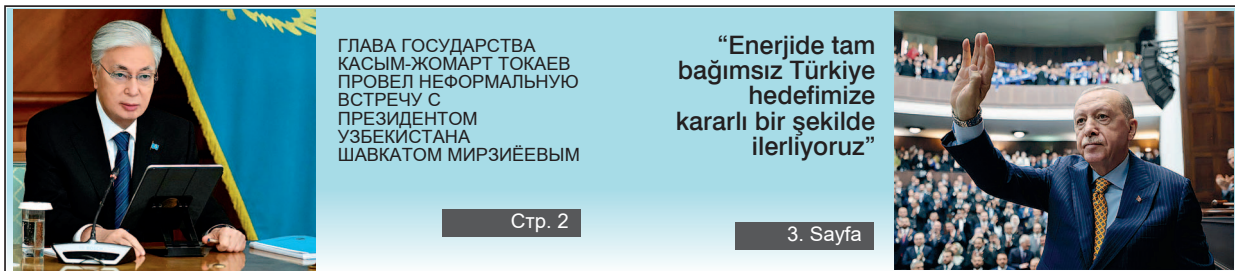 ГЛАВА ГОСУДАРСТВА
КАСЫМ-ЖОМАРТ ТОКАЕВ
ПРОВЕЛ НЕФОРМАЛЬНУЮ
ВСТРЕЧУ С
ПРЕЗИДЕНТОМ
УЗБЕКИСТАНА
ШАВКАТОМ МИРЗИЁЕВЫМ
Стр. 2
“Enerjide tam
bağımsız Türkiye
hedefimize
kararlı bir şekilde
ilerliyoruz”
3. Sayfa